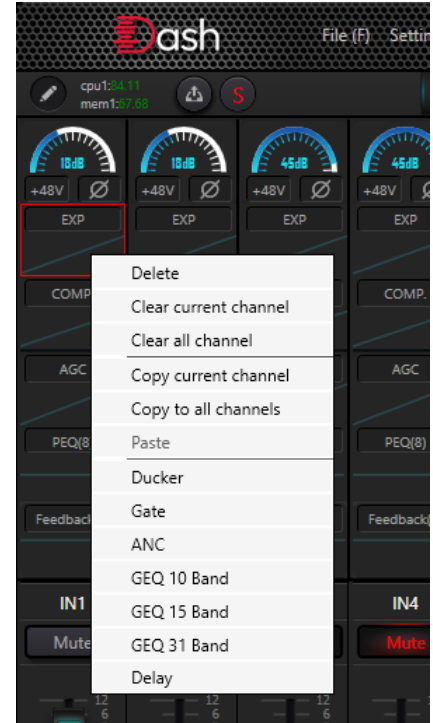 Dash
File (F) Settin
cpu1:84.11
mem1:67.68
S
18dB 18dB 45dB 45dB
+48V Ø +48V Ø +48V Ø +48V
EXP EXP EXP EXP
Delete
COMP COMP.
Clear current channel
Clear all channel
AGC Copy current channel AGC
Copy to all channels
PEQ(8 Paste PEQ(8)
Ducker
Feedback Gate Feedback(
ANC
GEQ 10 Band
IN1 GEQ 15 Band IN4
Mute GEQ 31 Band Mute
Delay
12 12 12
6 6 6